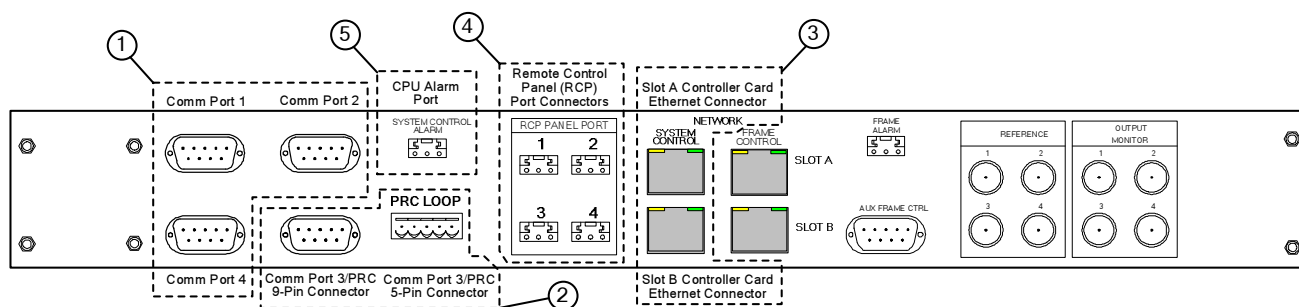 1
5
4
3
Comm Port 1
Comm Port 2
CPU Alarm
Port
SYSTEM CONTROL
ALARM
Remote Control
Panel (RCP)
Port Connectors
RCP PANEL PORT
1
2
3
4
Slot A Controller Card
Ethernet Connector
NETWORK
SYSTEM
CONTROL
FRAME
CONTROL
SLOT A
SLOT B
FRAME
ALARM
AUX FRAME CTRL
REFERENCE
1
2
3
4
OUTPUT
MONITOR
1
2
3
4
PRC LOOP
Comm Port 4
Comm Port 3/PRC
9-Pin Connector
Comm Port 3/PRC
5-Pin Connector
2
Slot B Controller Card
Ethernet Connector